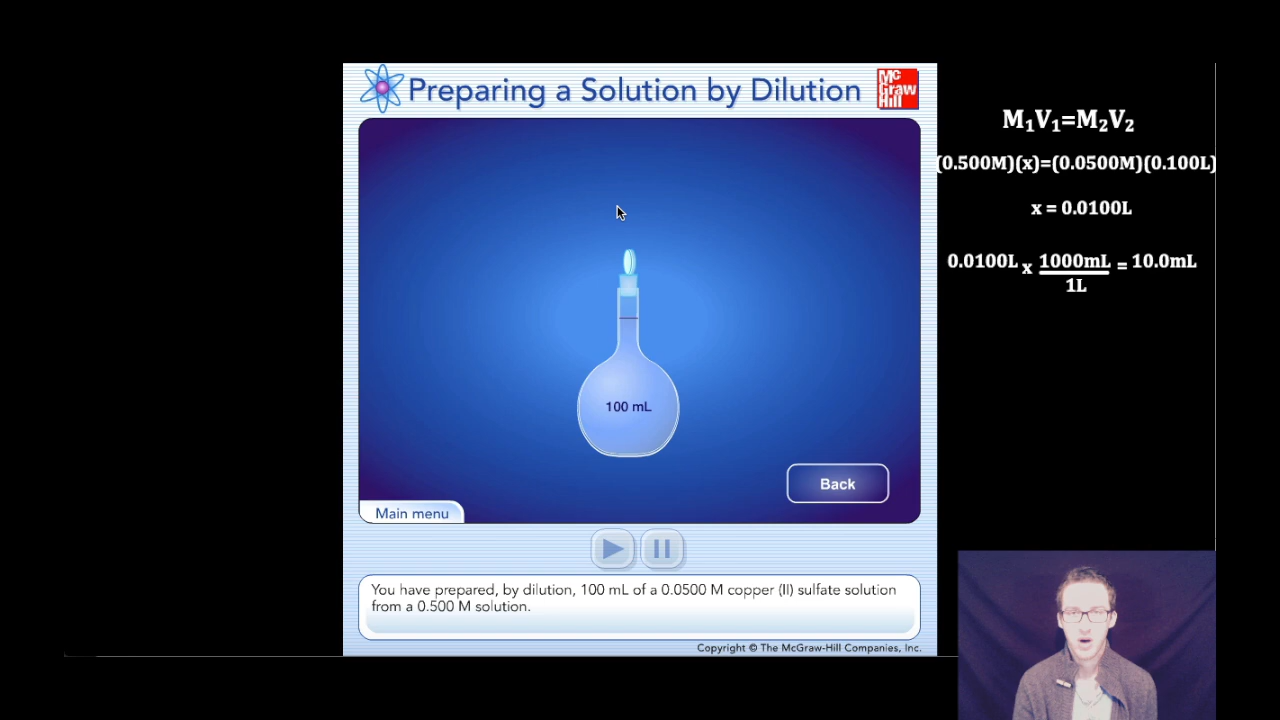 Preparing a Solution by Dilution
Mc
Graw
Hill
M₁V₁=M₂V₂
(0.500M)(x)=(0.0500M)(0.100L)
x = 0.0100L
0.0100L x 1000mL = 10.0mL
1L
100 mL
Back
Main menu
You have prepared, by dilution, 100 mL of a 0.0500 M copper (II) sulfate solution
from a 0.500 M solution.
Copyright © The McGraw-Hill Companies, Inc.